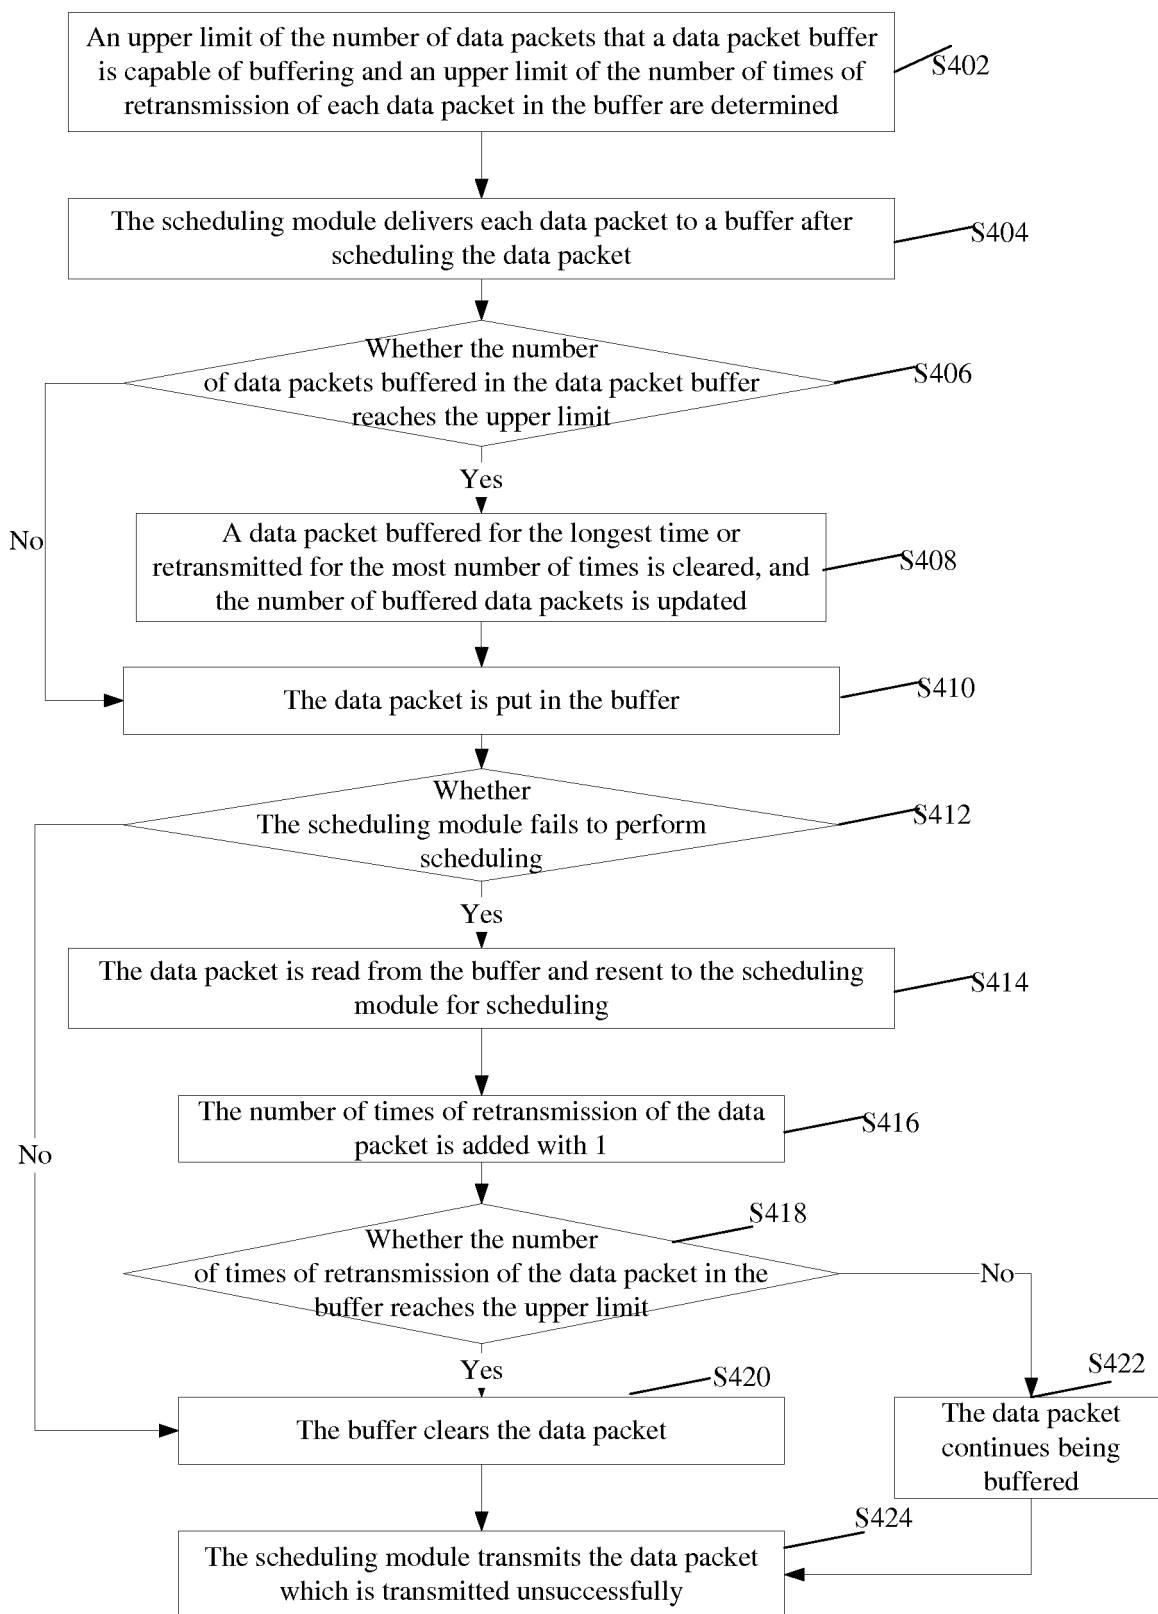 An upper limit of the number of data packets that a data packet buffer
is capable of buffering and an upper limit of the number of times of
retransmission of each data packet in the buffer are determined
S402
The scheduling module delivers each data packet to a buffer after
scheduling the data packet
S404
Whether the number
of data packets buffered in the data packet buffer
reaches the upper limit
S406
Yes
No
A data packet buffered for the longest time or
retransmitted for the most number of times is cleared, and
the number of buffered data packets is updated
S408
The data packet is put in the buffer
S410
Whether
The scheduling module fails to perform
scheduling
S412
Yes
The data packet is read from the buffer and resent to the scheduling
module for scheduling
S414
The number of times of retransmission of the data
packet is added with 1
S416
No
S418
Whether the number
of times of retransmission of the data packet in the
buffer reaches the upper limit
No
Yes
S420
S422
The buffer clears the data packet
The data packet
continues being
buffered
S424
The scheduling module transmits the data packet
which is transmitted unsuccessfully